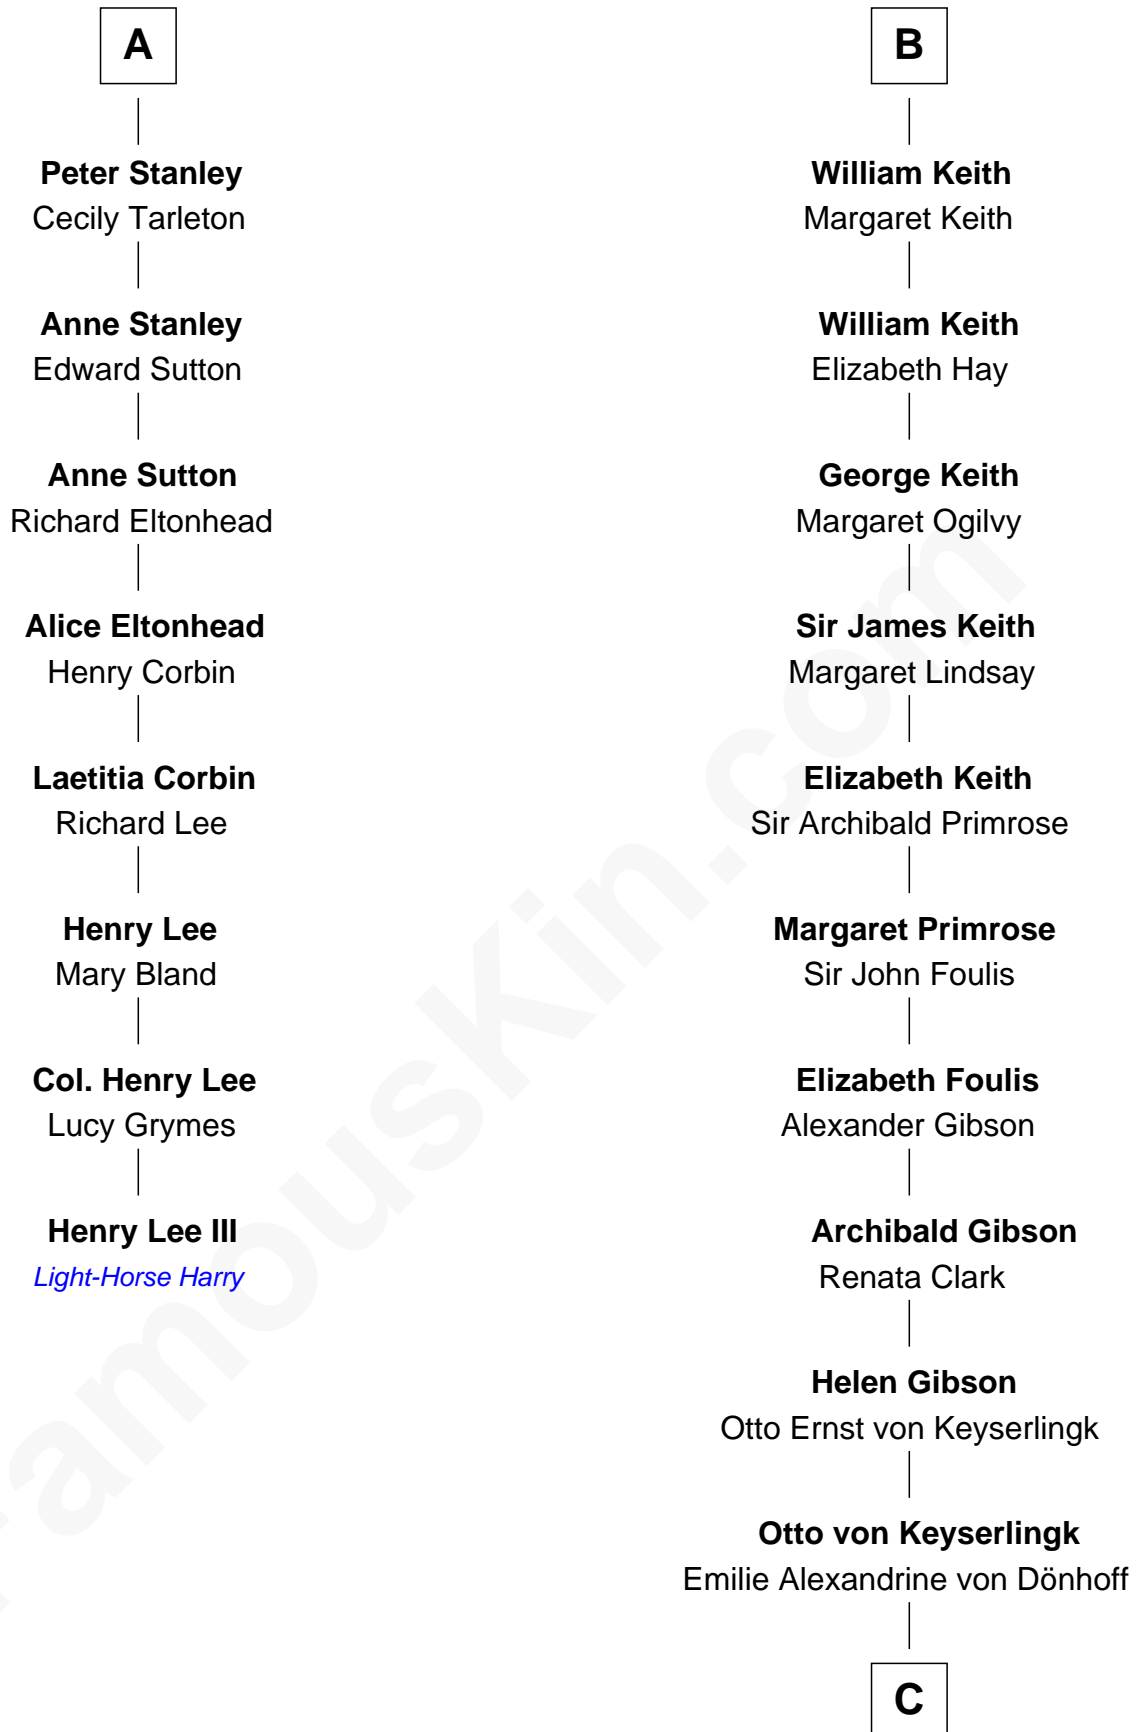 A
Peter Stanley
Cecily Tarleton
Anne Stanley
Edward Sutton
Anne Sutton
Richard Eltonhead
Alice Eltonhead
Henry Corbin
Laetitia Corbin
Richard Lee
Henry Lee
Mary Bland
Col. Henry Lee
Lucy Grymes
Henry Lee III
Light-Horse Harry
B
William Keith
Margaret Keith
William Keith
Elizabeth Hay
George Keith
Margaret Ogilvy
Sir James Keith
Margaret Lindsay
Elizabeth Keith
Sir Archibald Primrose
Margaret Primrose
Sir John Foulis
Elizabeth Foulis
Alexander Gibson
Archibald Gibson
Renata Clark
Helen Gibson
Otto Ernst von Keyserlingk
Otto von Keyserlingk
Emilie Alexandrine von Dönhoff
C
FamousKin.com